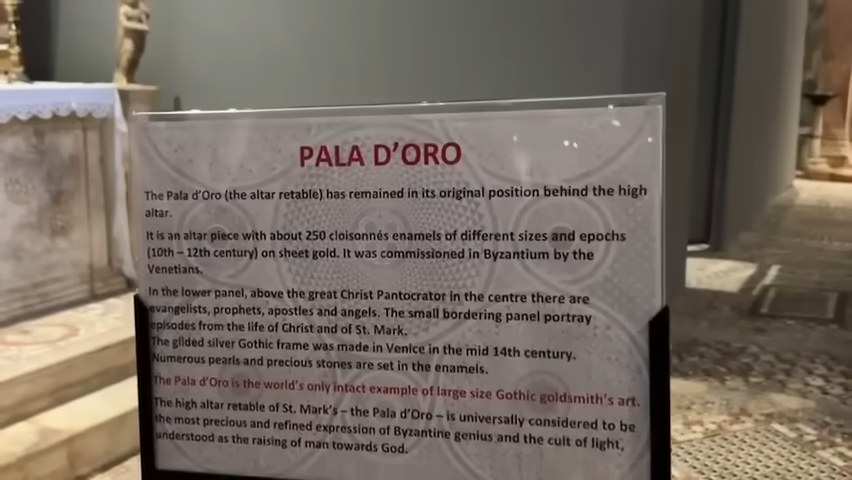 PALA D'ORO
The Pala d'Oro (the altar retable) has remained in its original position behind the high
altar.
It is an altar piece with about 250 cloisonnés enamels of different sizes and epochs
(10th – 12th century) on sheet gold. It was commissioned in Byzantium by the
Venetians.
In the lower panel, above the great Christ Pantocrator in the centre there are
evangelists, prophets, apostles and angels. The small bordering panel portray
episodes from the life of Christ and of St. Mark.
The gilded silver Gothic frame was made in Venice in the mid 14th century.
Numerous pearls and precious stones are set in the enamels.
The Pala d'Oro is the world's only intact example of large size Gothic goldsmith's art.
The high altar retable of St. Mark's – the Pala d'Oro – is universally considered to be
the most precious and refined expression of Byzantine genius and the cult of light,
understood as the raising of man towards God.